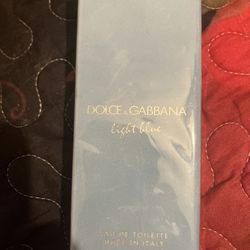 DOLCE & GABBANA
light blue
EAU DE TOILETTE
MADE IN ITALY